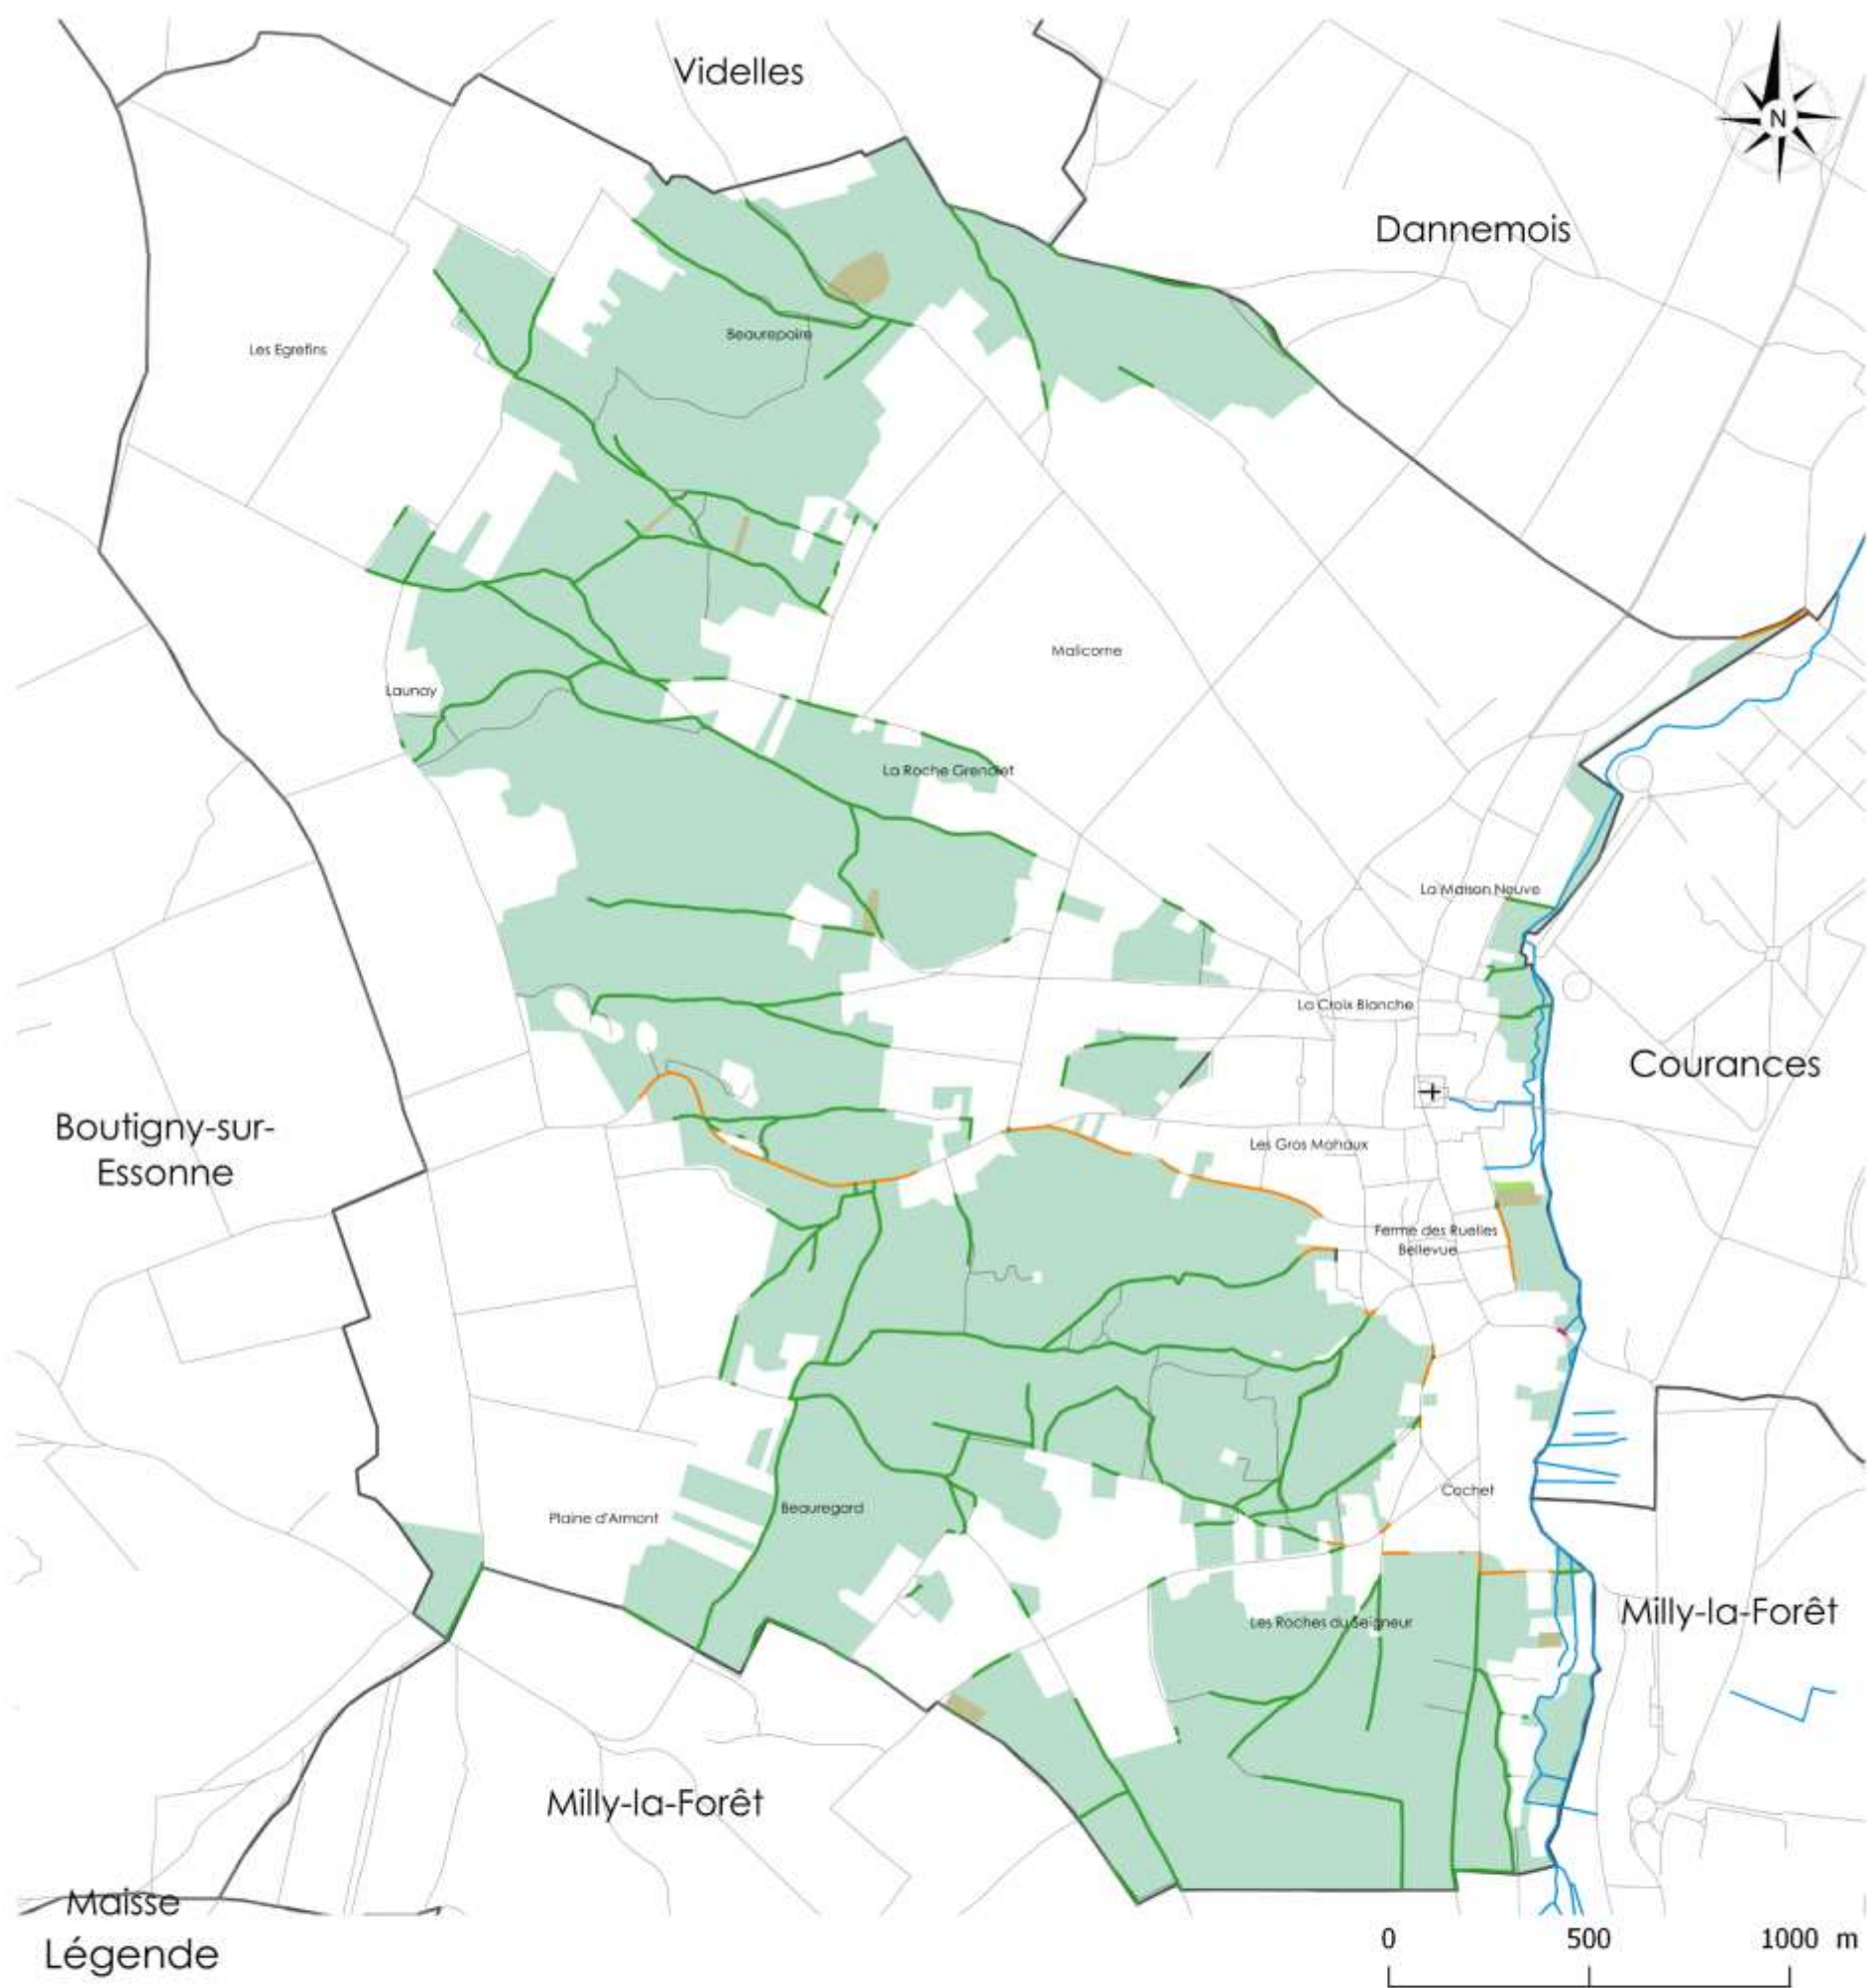 Videlles
N
Dannemois
Beaurepaire
Les Egrefins
Malicorne
Launay
La Roche Grendiet
La Maison Neuve
La Croix Blanche
Courances
Boutigny-sur-
Essonne
Les Gros Mahaux
Ferme des Ruelles
Bellevue
Cochet
Beauregard
Plaine d'Armont
Milly-la-Forêt
Les Roches du Seigneur
Milly-la-Forêt
Maisse
Légende
0 500 1000 m